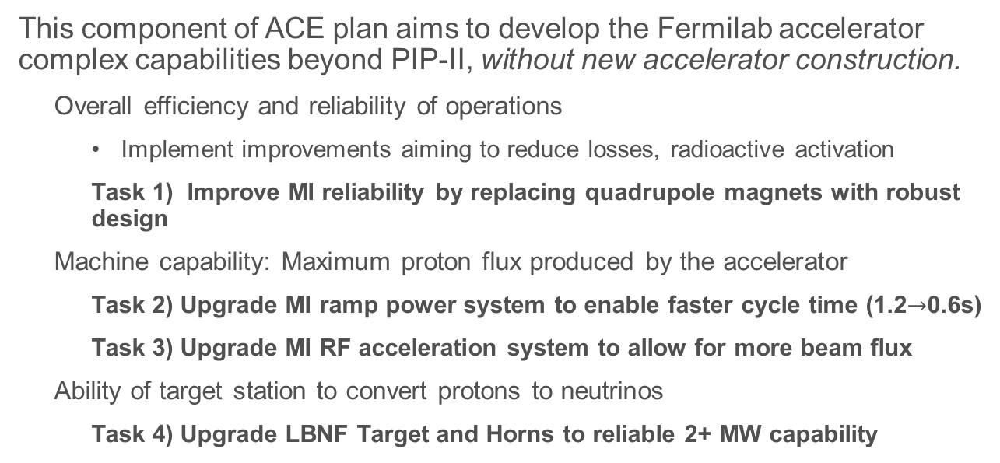 This component of ACE plan aims to develop the Fermilab accelerator
complex capabilities beyond PIP-II, without new accelerator construction.
Overall efficiency and reliability of operations
• Implement improvements aiming to reduce losses, radioactive activation
Task 1) Improve MI reliability by replacing quadrupole magnets with robust
design
Machine capability: Maximum proton flux produced by the accelerator
Task 2) Upgrade MI ramp power system to enable faster cycle time (1.2→0.6s)
Task 3) Upgrade MI RF acceleration system to allow for more beam flux
Ability of target station to convert protons to neutrinos
Task 4) Upgrade LBNF Target and Horns to reliable 2+ MW capability